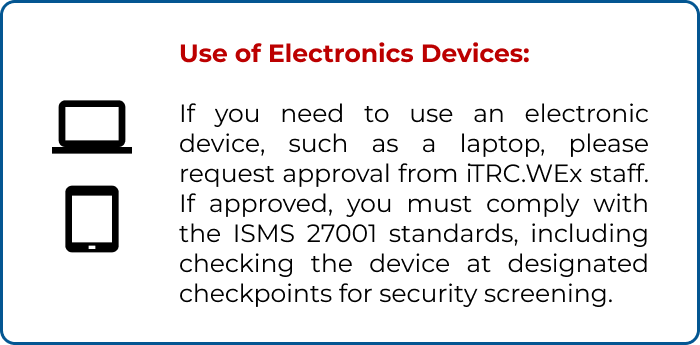 Use of Electronics Devices:
If you need to use an electronic
device, such as a laptop, please
request approval from iTRC.WEx staff.
If approved, you must comply with
the ISMS 27001 standards, including
checking the device at designated
checkpoints for security screening.